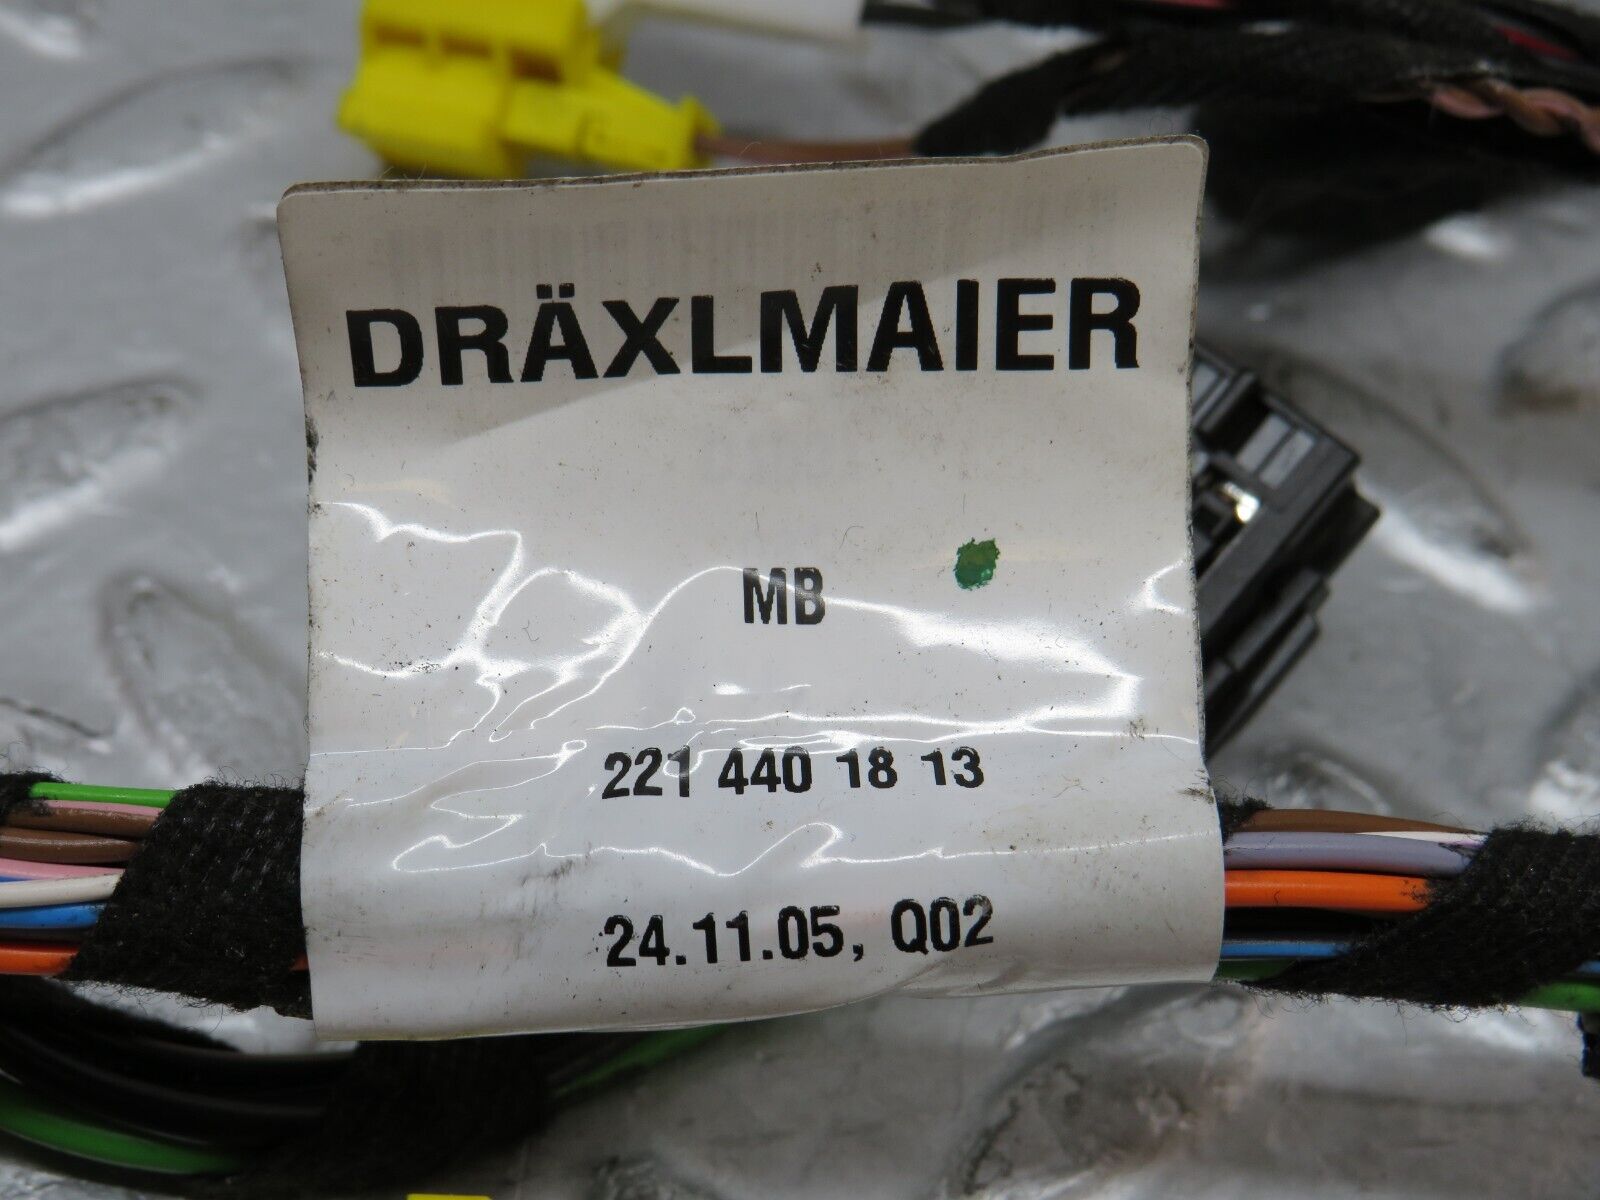 DRÄXLMAIER
MB
221 440 18 13
24.11.05, Q02